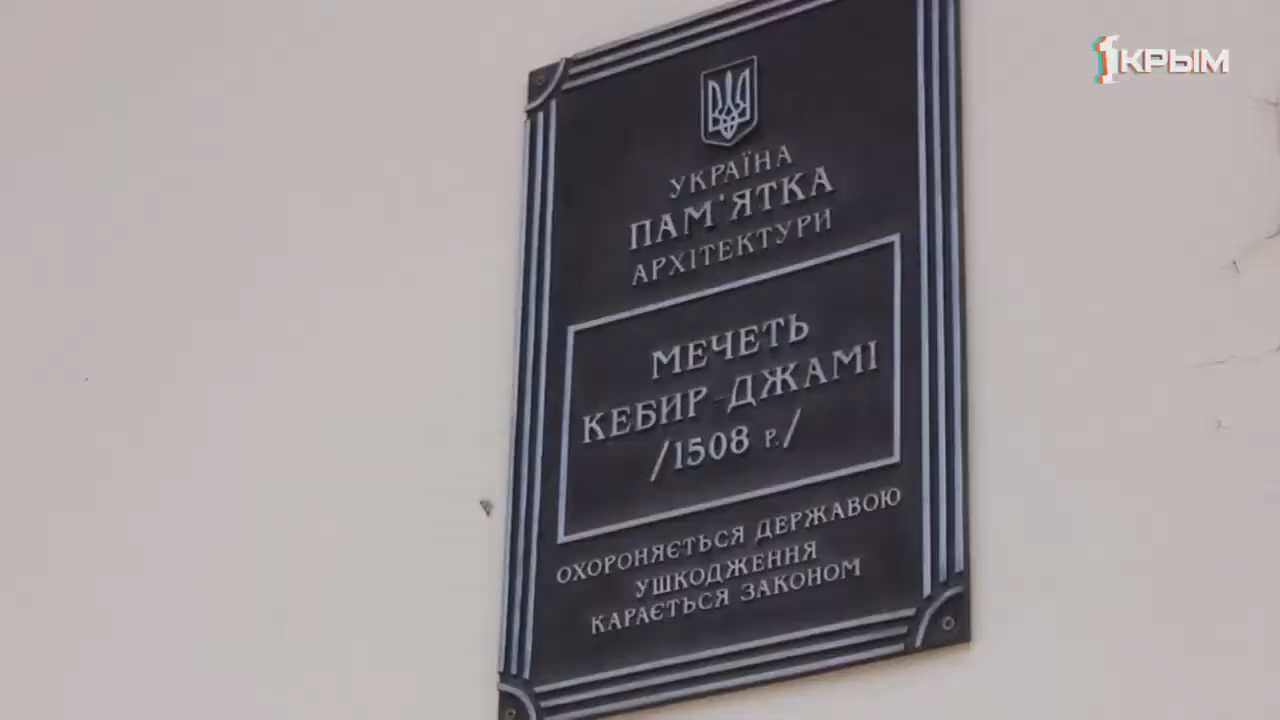 1КРЫМ
УКРАЇНА
ПАМ'ЯТКА
АРХІТЕКТУРИ
МЕЧЕТЬ
КЕБИР-ДЖАМІ
/1508 р./
ОХОРОНЯЄТЬСЯ ДЕРЖАВОЮ
УШКОДЖЕННЯ
КАРАЄТЬСЯ ЗАКОНОМ